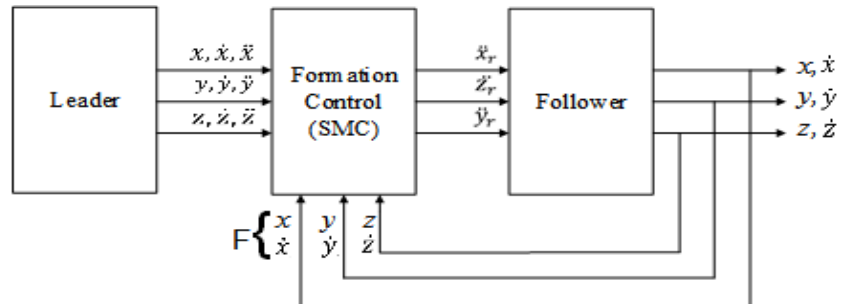 Leader
x, ẋ, ẍ
y, ẏ, ÿ
z, ż, z̈
Formation
Control
(SMC)
ẍr
z̈r
ÿr
Follower
x, ẋ
y, ẏ
z, ż
F{ x y z
ẋ ẏ ż